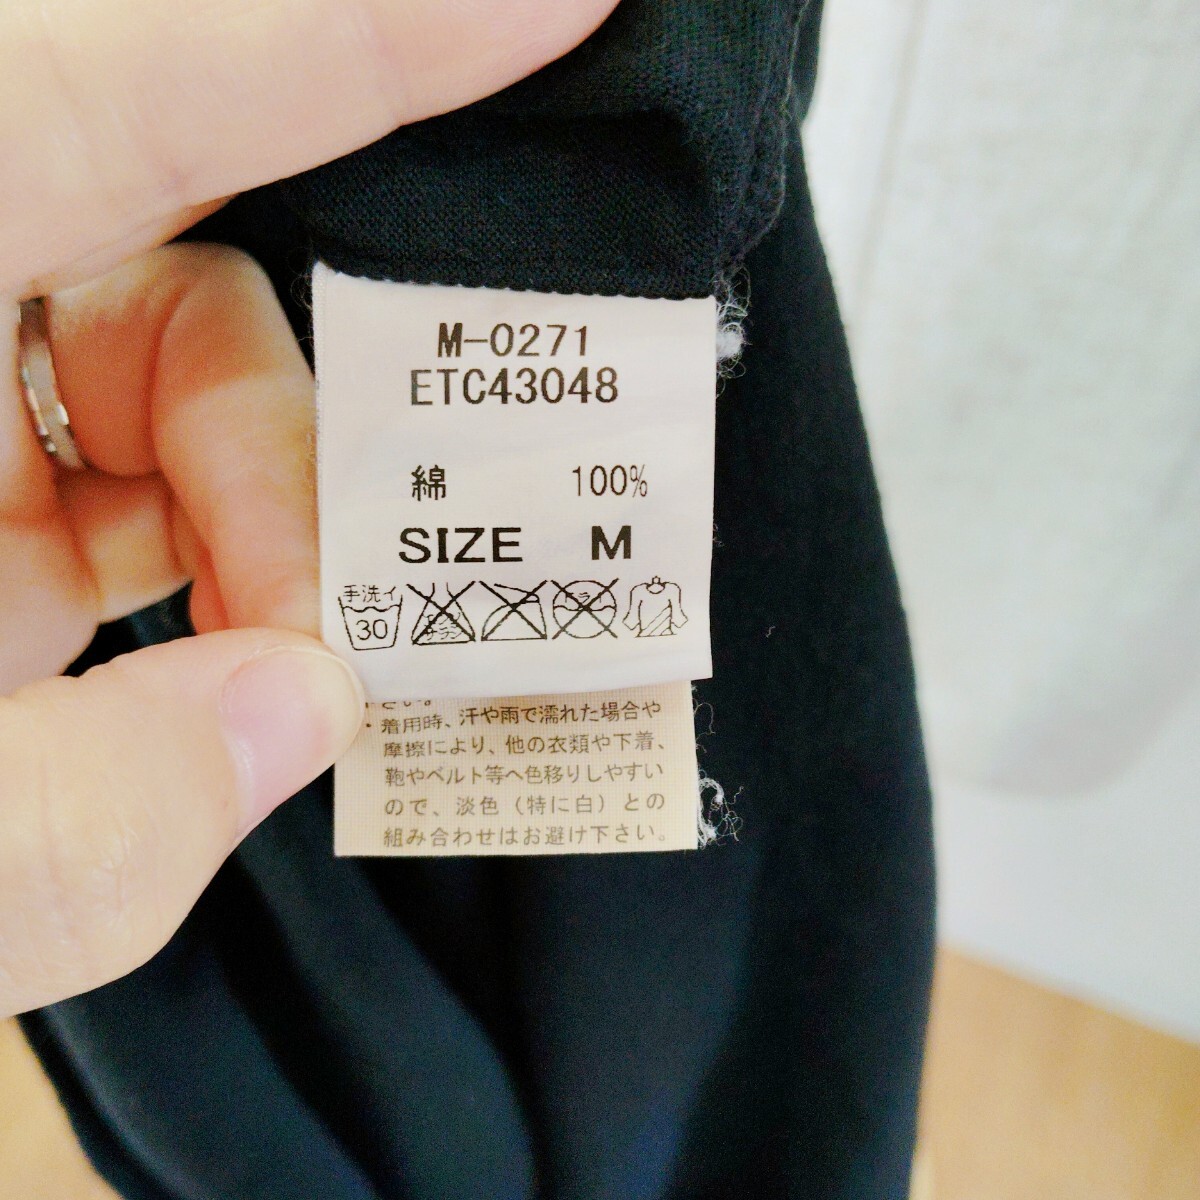 M-0271
ETC43048
綿 100%
SIZE M
手洗イ
30
ドライ
さい。
・着用時、汗や雨で濡れた場合や
摩擦により、他の衣類や下着、
鞄やベルト等へ色移りしやすい
ので、淡色（特に白）との
組み合わせはお避け下さい。